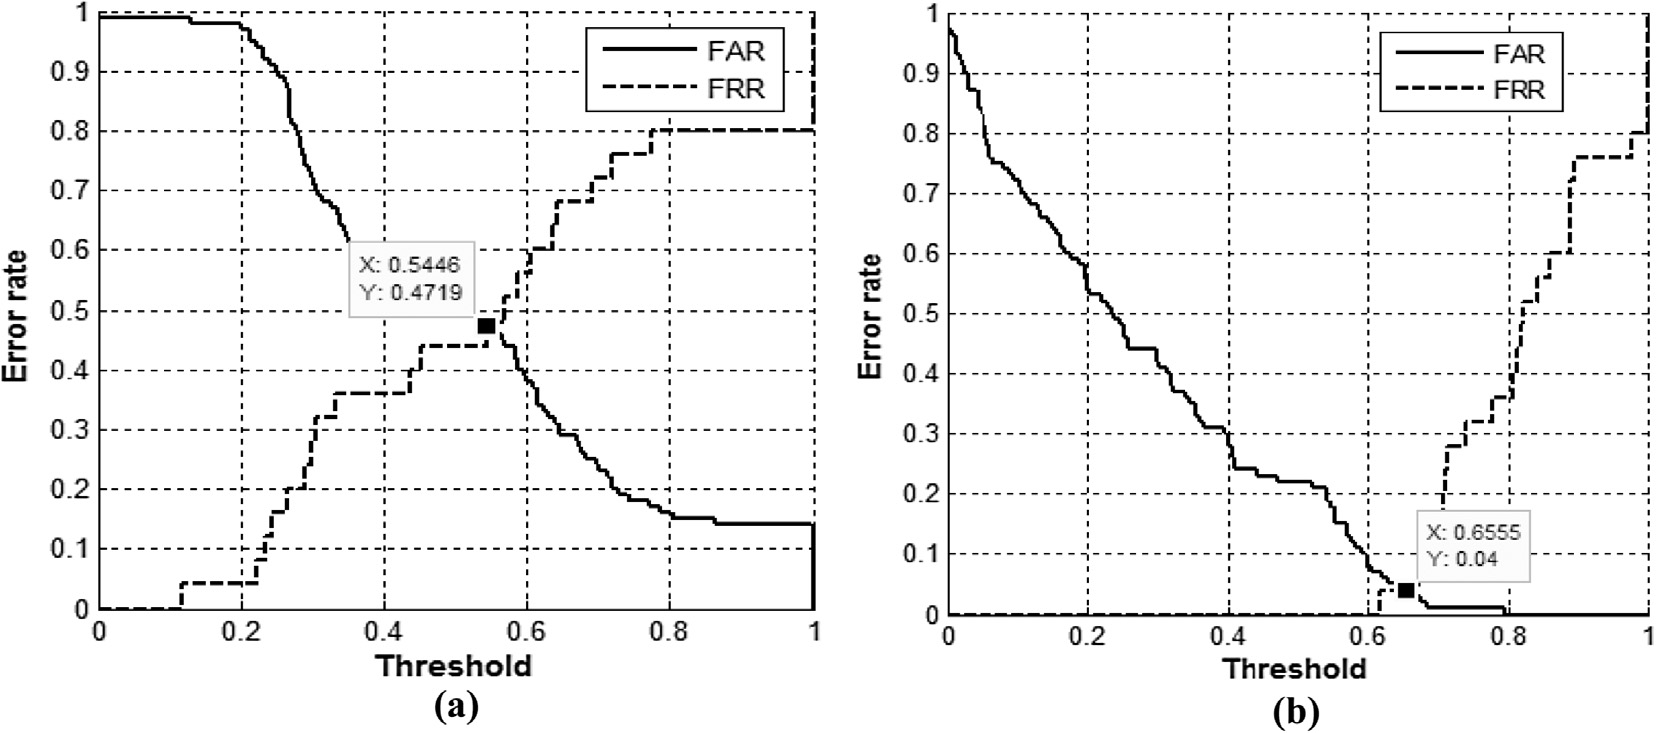 1
0.9
0.8
0.7
0.6
0.5
0.4
0.3
0.2
0.1
0
Error rate
FAR
FRR
X: 0.5446
Y: 0.4719
0 0.2 0.4 0.6 0.8 1
Threshold
(a)
1
0.9
0.8
0.7
0.6
0.5
0.4
0.3
0.2
0.1
0
Error rate
FAR
FRR
X: 0.6555
Y: 0.04
0 0.2 0.4 0.6 0.8 1
Threshold
(b)